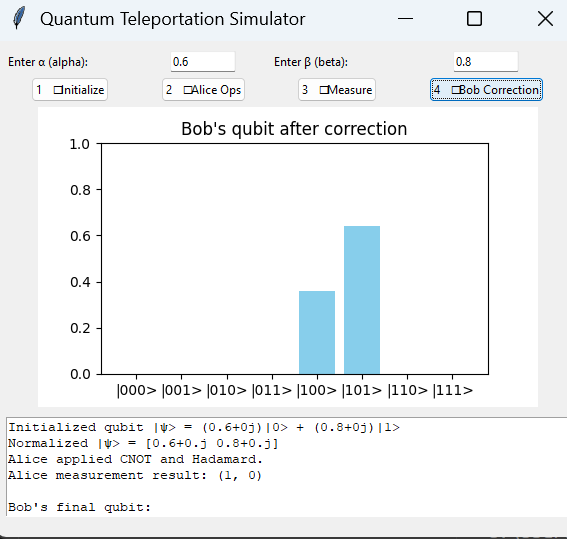 Quantum Teleportation Simulator
Enter α (alpha): 0.6 Enter β (beta): 0.8
1 □Initialize 2 □Alice Ops 3 □Measure 4 □Bob Correction
Bob's qubit after correction
1.0
0.8
0.6
0.4
0.2
0.0
|000> |001> |010> |011> |100> |101> |110> |111>
Initialized qubit |ψ> = (0.6+0j)|0> + (0.8+0j)|1>
Normalized |ψ> = [0.6+0.j 0.8+0.j]
Alice applied CNOT and Hadamard.
Alice measurement result: (1, 0)
Bob's final qubit: